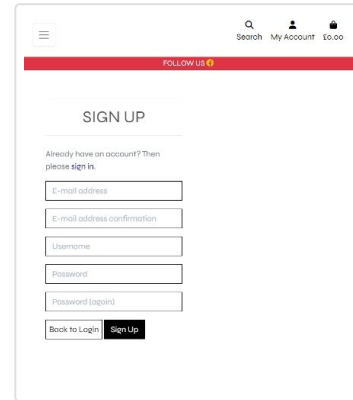 Search My Account £0.00
FOLLOW US
SIGN UP
Already have an account? Then
please sign in.
E-mail address
E-mail address confirmation
Username
Password
Password (again)
Back to Login Sign Up